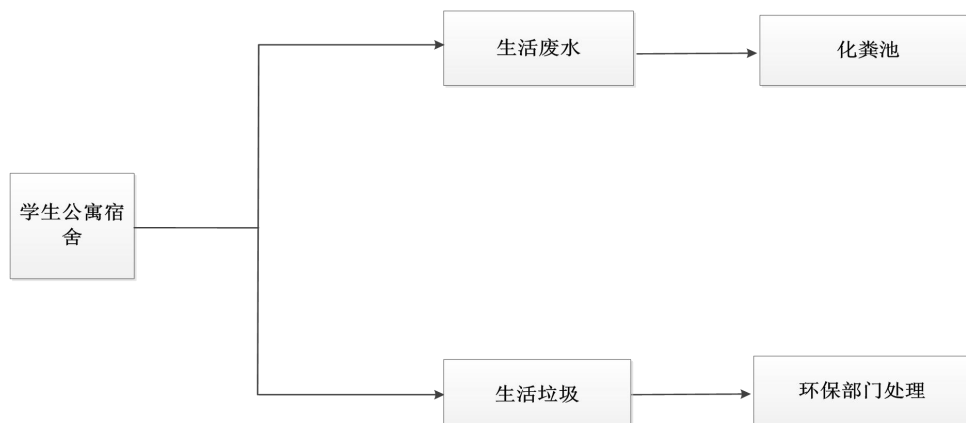 生活废水
化粪池
学生公寓宿
舍
生活垃圾
环保部门处理